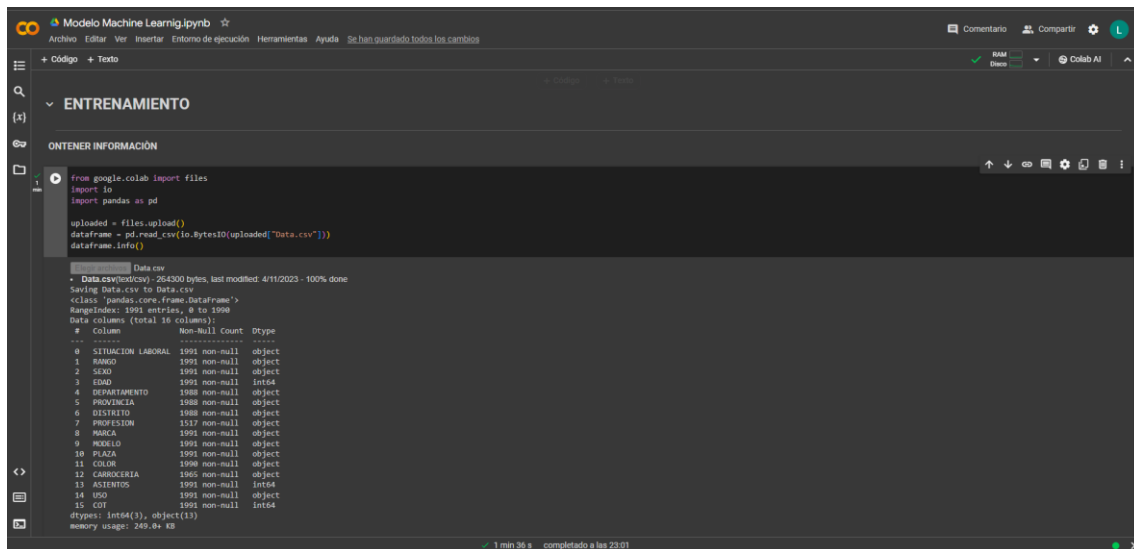 CO Modelo Machine Learnig.ipynb
Comentario Compartir L
Archivo Editar Ver Insertar Entorno de ejecución Herramientas Ayuda Se han guardado todos los cambios
+ Código + Texto
RAM Disco Colab AI
+ Código + Texto
ENTRENAMIENTO
{x}
ONTENER INFORMACIÒN
1 min
from google.colab import files
import io
import pandas as pd
uploaded = files.upload()
dataframe = pd.read_csv(io.BytesIO(uploaded["Data.csv"]))
dataframe.info()
Elegir archivos Data.csv
• Data.csv(text/csv) - 264300 bytes, last modified: 4/11/2023 - 100% done
Saving Data.csv to Data.csv
<class 'pandas.core.frame.DataFrame'>
RangeIndex: 1991 entries, 0 to 1990
Data columns (total 16 columns):
# Column Non-Null Count Dtype
--- ------ -------------- -----
0 SITUACION LABORAL 1991 non-null object
1 RANGO 1991 non-null object
2 SEXO 1991 non-null object
3 EDAD 1991 non-null int64
4 DEPARTAMENTO 1988 non-null object
5 PROVINCIA 1988 non-null object
6 DISTRITO 1988 non-null object
7 PROFESION 1517 non-null object
8 MARCA 1991 non-null object
9 MODELO 1991 non-null object
10 PLAZA 1991 non-null object
11 COLOR 1990 non-null object
12 CARROCERIA 1965 non-null object
13 ASIENTOS 1991 non-null int64
14 USO 1991 non-null object
15 COT 1991 non-null int64
dtypes: int64(3), object(13)
memory usage: 249.0+ KB
1 min 36 s completado a las 23:01